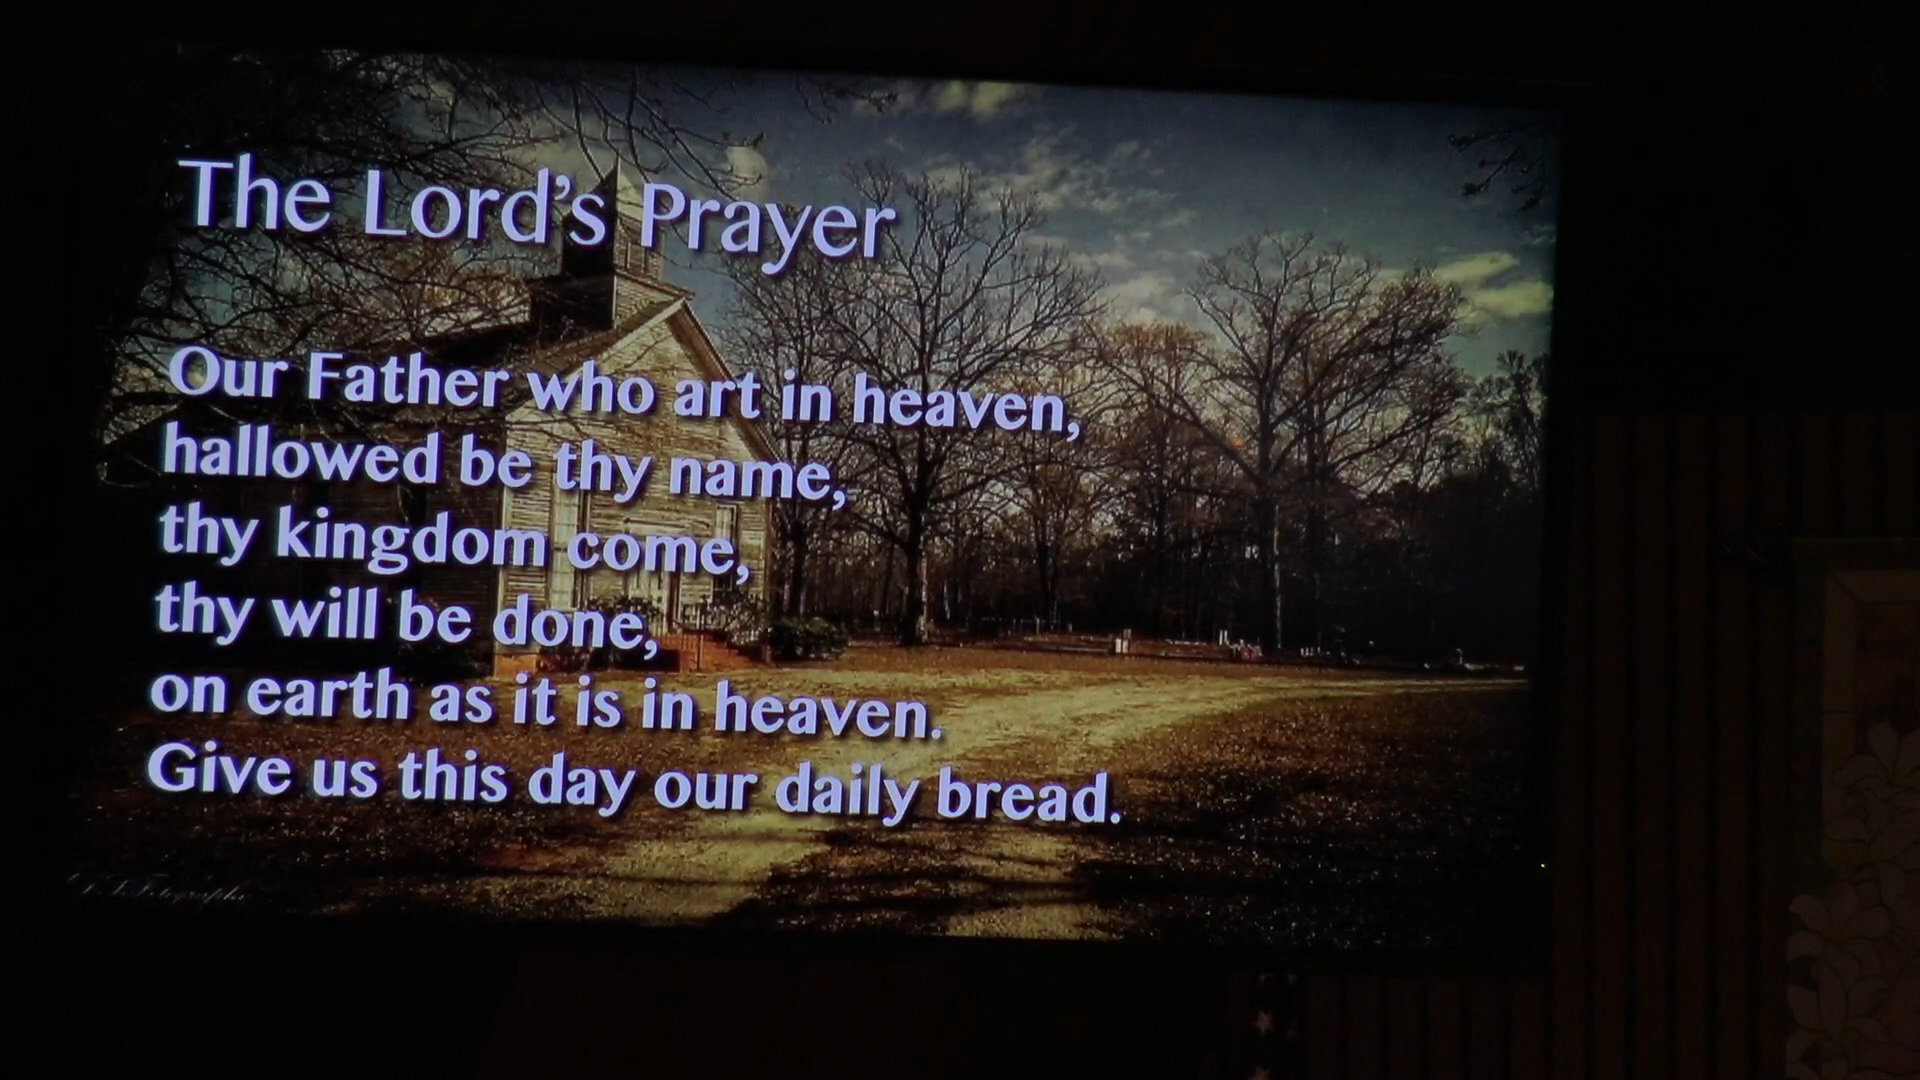 The Lord's Prayer
Our Father who art in heaven,
hallowed be thy name,
thy kingdom come,
thy will be done,
on earth as it is in heaven.
Give us this day our daily bread.